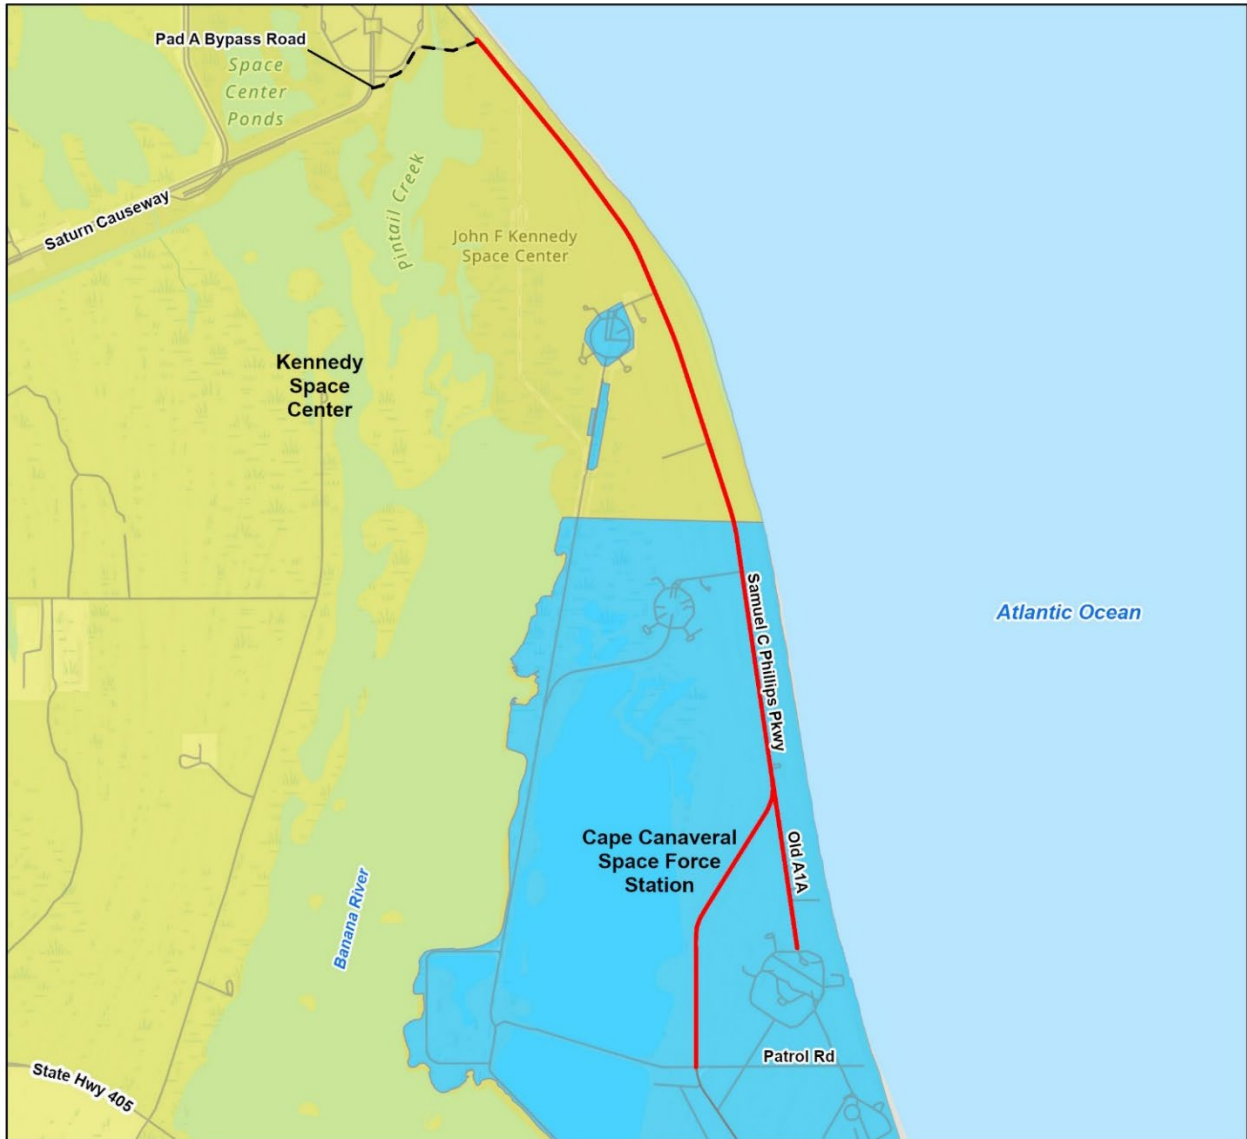 Pad A Bypass Road
Space
Center
Ponds
Pintail Creek
Saturn Causeway
John F Kennedy
Space Center
Kennedy
Space
Center
Samuel C Phillips Pkwy
Atlantic Ocean
Cape Canaveral
Space Force
Station
Old A1A
Banana River
Patrol Rd
State Hwy 405